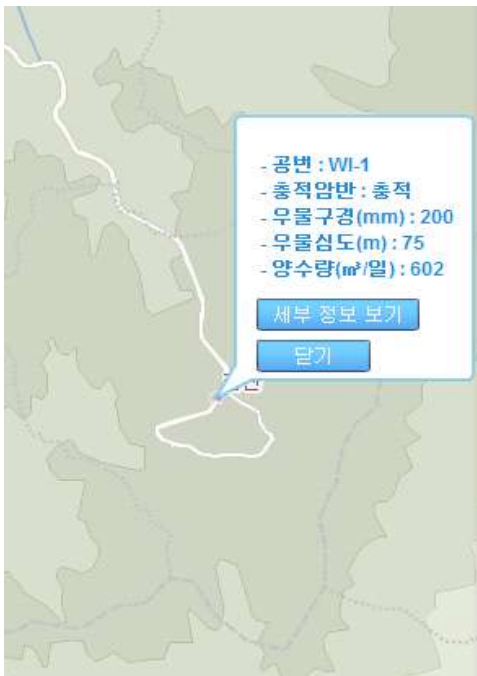 - 공번 : WI-1
- 충적암반 : 충적
- 우물구경(mm) : 200
- 우물심도(m) : 75
- 양수량(㎥/일) : 602
세부 정보 보기
닫기